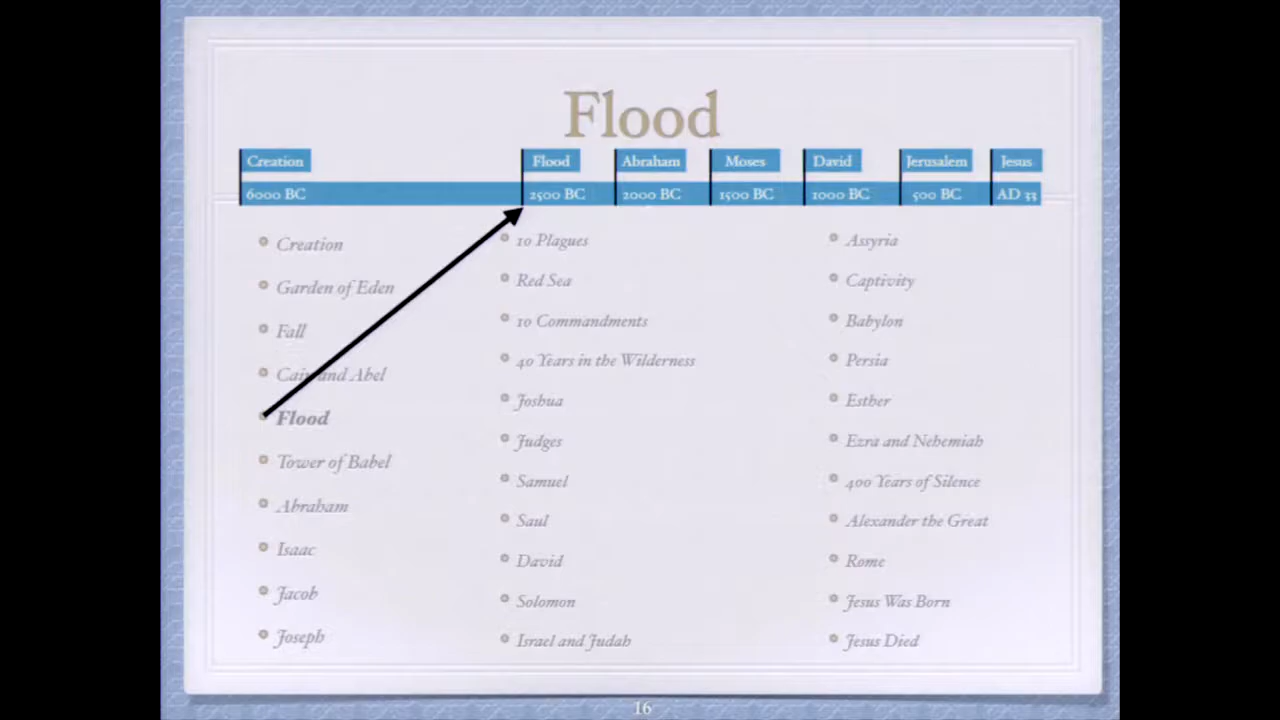 Flood
Creation Flood Abraham Moses David Jerusalem Jesus
6000 BC 2500 BC 2000 BC 1500 BC 1000 BC 500 BC AD 33
Creation
Garden of Eden
Fall
Cain and Abel
Flood
Tower of Babel
Abraham
Isaac
Jacob
Joseph
10 Plagues
Red Sea
10 Commandments
40 Years in the Wilderness
Joshua
Judges
Samuel
Saul
David
Solomon
Israel and Judah
Assyria
Captivity
Babylon
Persia
Esther
Ezra and Nehemiah
400 Years of Silence
Alexander the Great
Rome
Jesus Was Born
Jesus Died
16